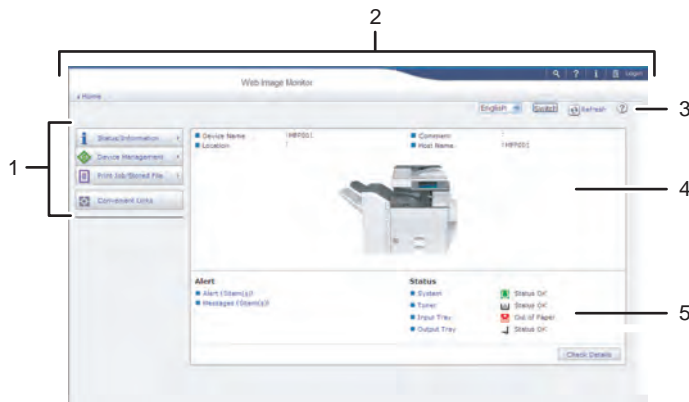 2
Web Image Monitor
Login
Home
English Switch Refresh
3
1
Status/Information
Device Management
Print Job/Stored File
Convenient Links
Device Name : MFP001
Location :
Comment :
Host Name : MFP001
4
Alert
Alert (0item(s))
Messages (0item(s))
Status
System Status OK
Toner Status OK
Input Tray Out of Paper
Output Tray Status OK
5
Check Details